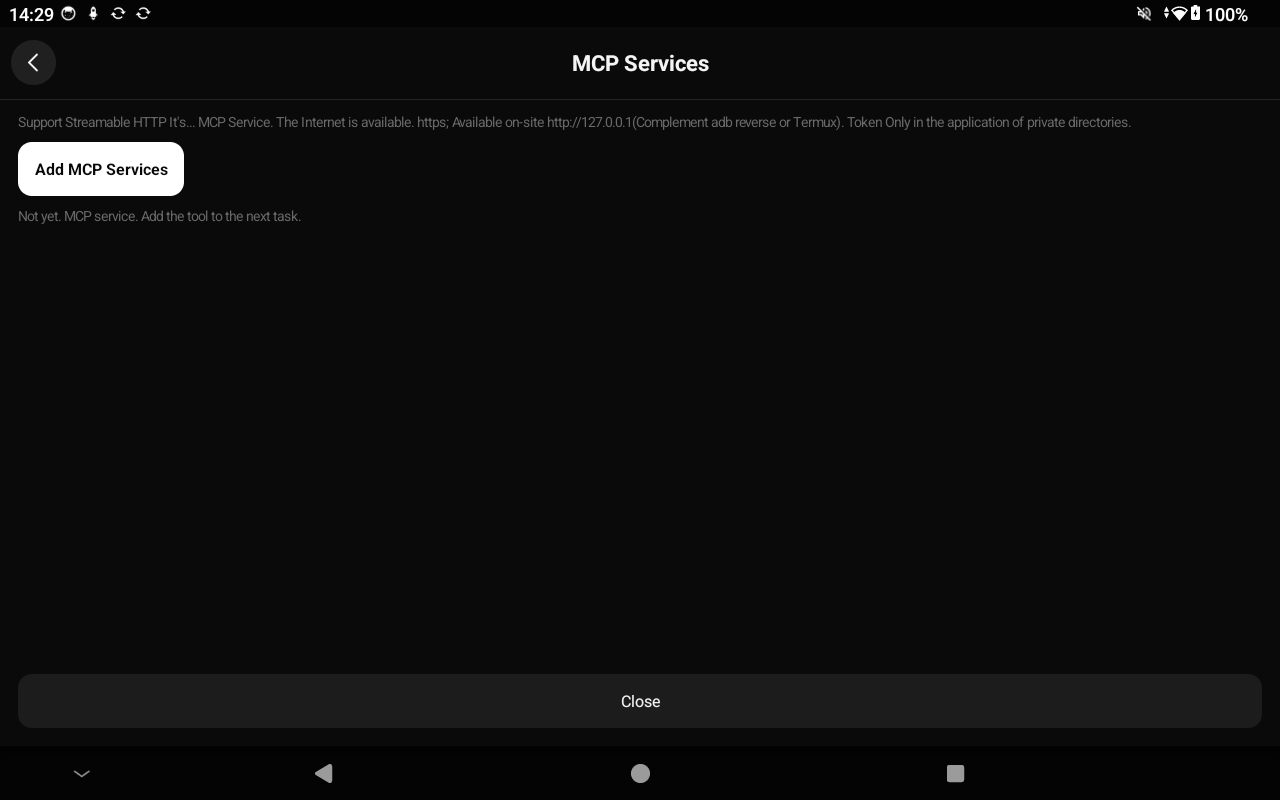 14:29
100%
MCP Services
Support Streamable HTTP It's... MCP Service. The Internet is available. https; Available on-site http://127.0.0.1(Complement adb reverse or Termux). Token Only in the application of private directories.
Add MCP Services
Not yet. MCP service. Add the tool to the next task.
Close